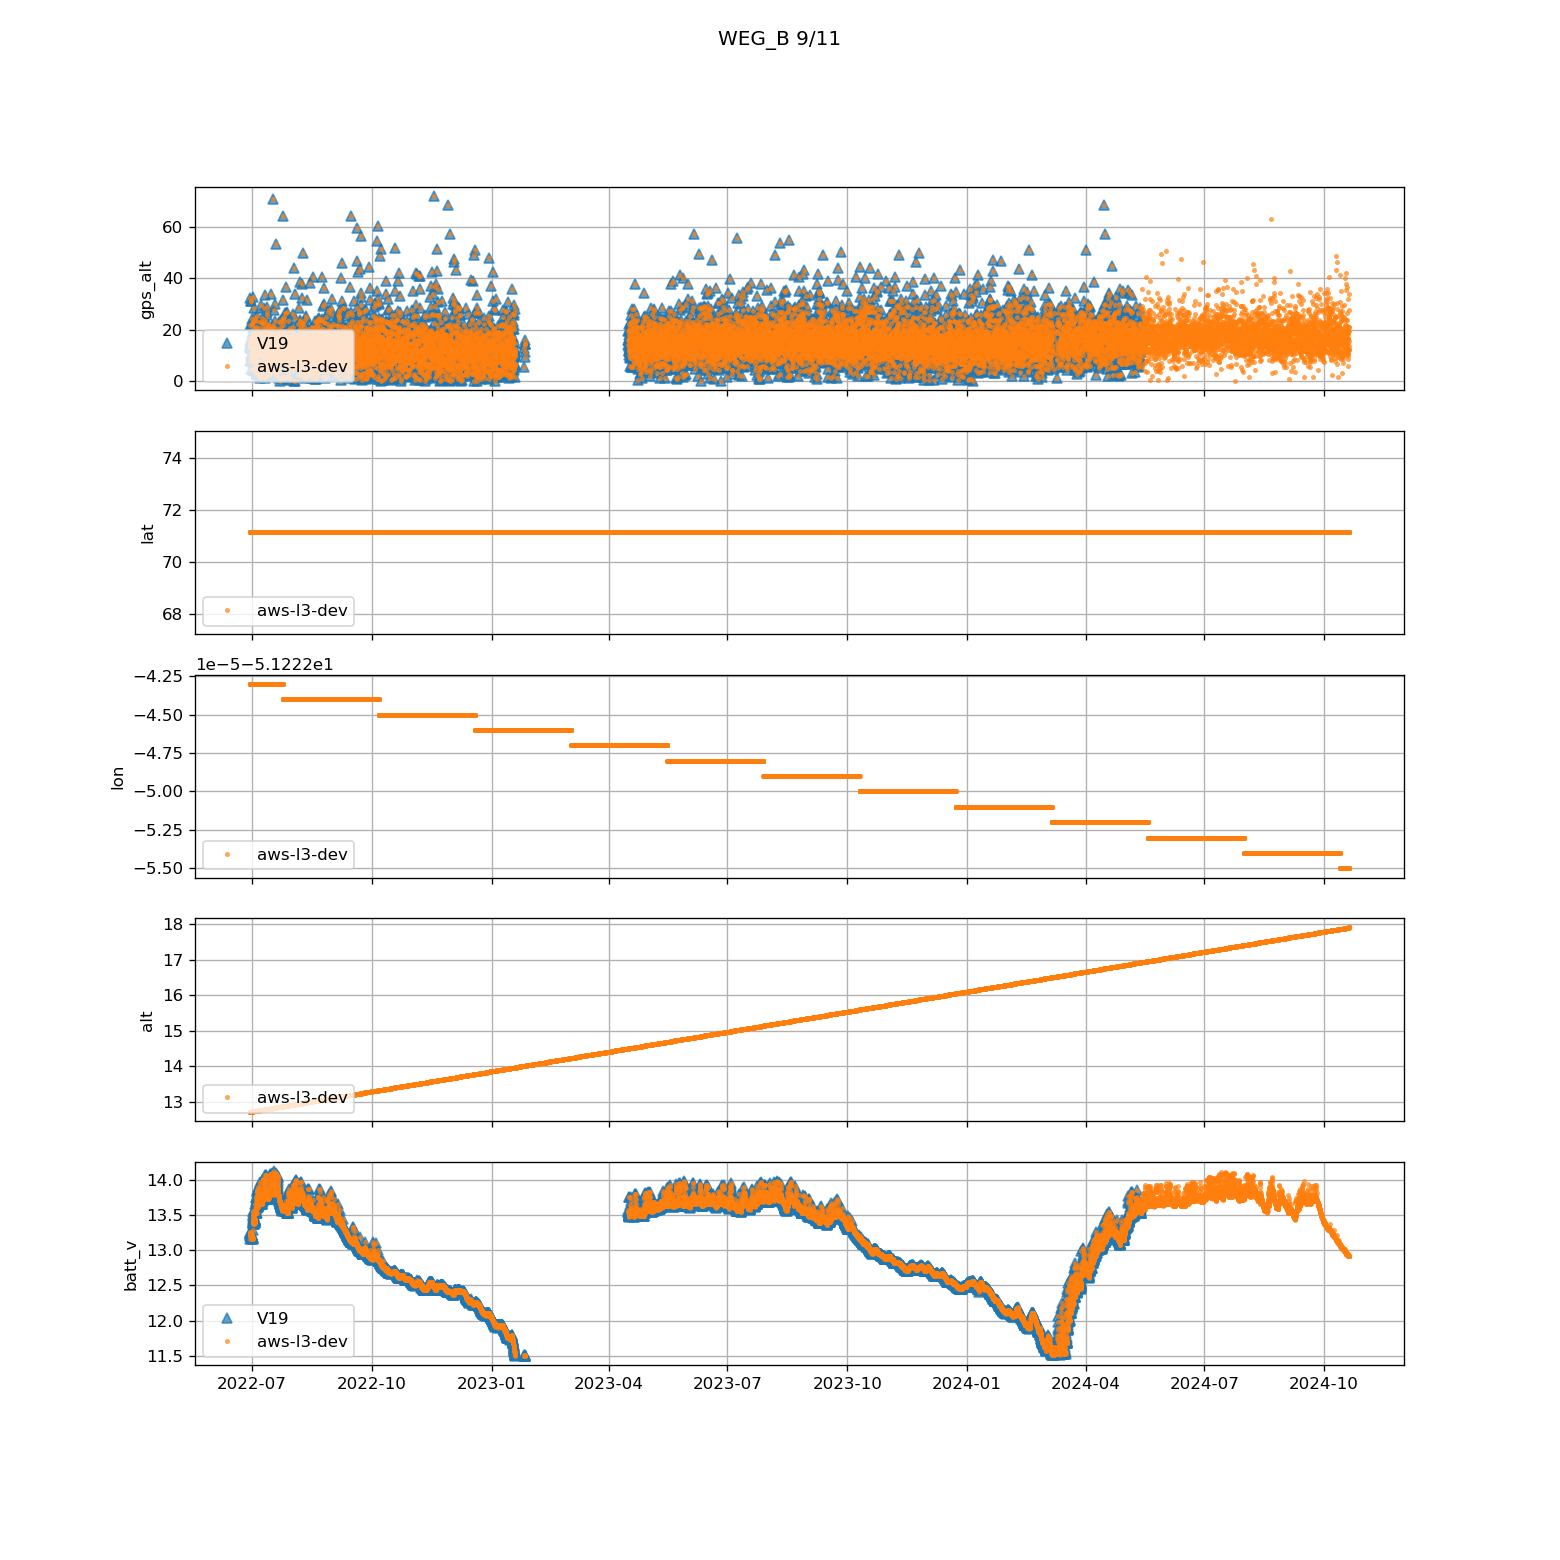 WEG_B 9/11
60
40
20
0
gps_alt
V19
aws-l3-dev
74
72
70
68
lat
aws-l3-dev
1e−5−5.1222e1
−4.25
−4.50
−4.75
−5.00
−5.25
−5.50
lon
aws-l3-dev
18
17
16
15
14
13
alt
aws-l3-dev
14.0
13.5
13.0
12.5
12.0
11.5
batt_v
V19
aws-l3-dev
2022-07 2022-10 2023-01 2023-04 2023-07 2023-10 2024-01 2024-04 2024-07 2024-10